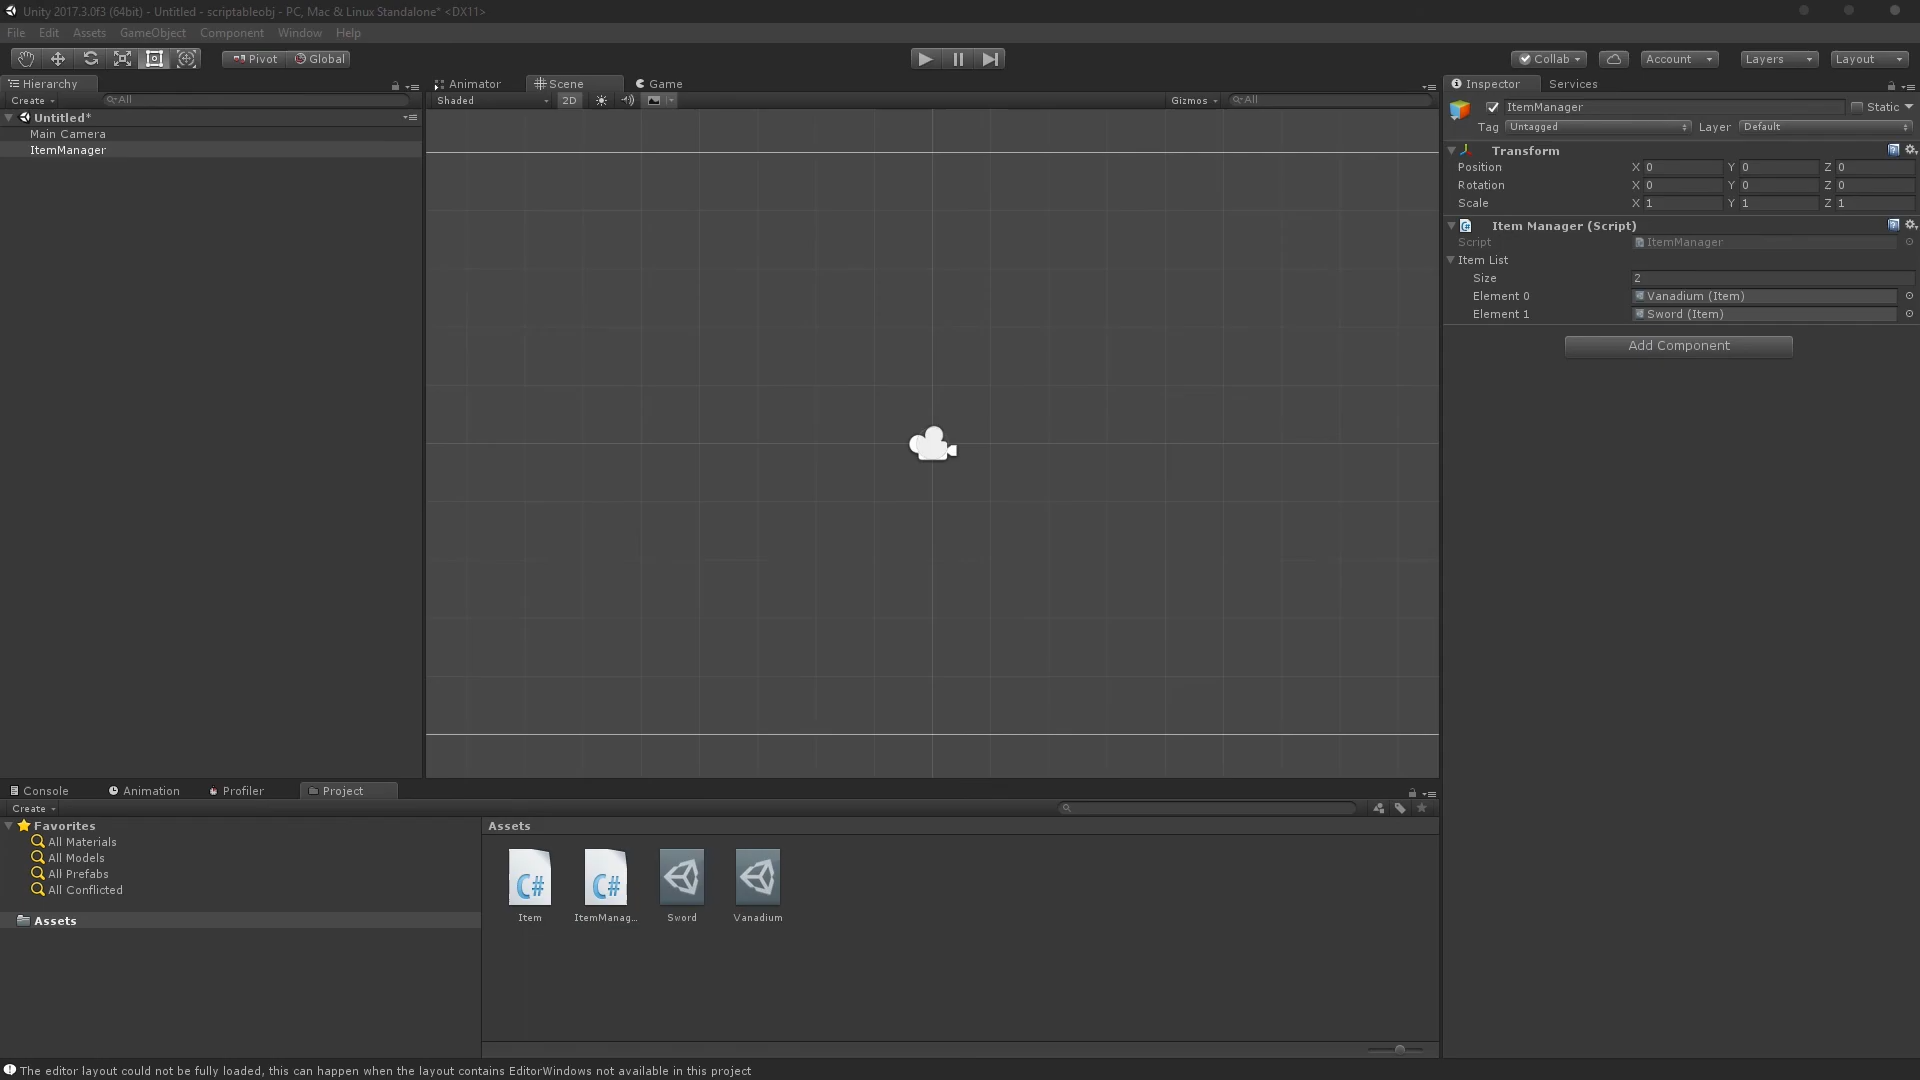 Unity 2017.3.0f3 (64bit) - Untitled - scriptableobj - PC, Mac & Linux Standalone* <DX11>
File Edit Assets GameObject Component Window Help
Pivot Global Collab Account Layers Layout
Hierarchy
Create All
Untitled*
Main Camera
ItemManager
Animator Scene Game
Shaded 2D Gizmos All
Inspector Services
ItemManager Static
Tag Untagged Layer Default
Transform
Position X 0 Y 0 Z 0
Rotation X 0 Y 0 Z 0
Scale X 1 Y 1 Z 1
Item Manager (Script)
Script ItemManager
Item List
Size 2
Element 0 Vanadium (Item)
Element 1 Sword (Item)
Add Component
Console Animation Profiler Project
Create
Favorites
All Materials
All Models
All Prefabs
All Conflicted
Assets
Assets
C# C#
Item ItemManag... Sword Vanadium
The editor layout could not be fully loaded, this can happen when the layout contains EditorWindows not available in this project